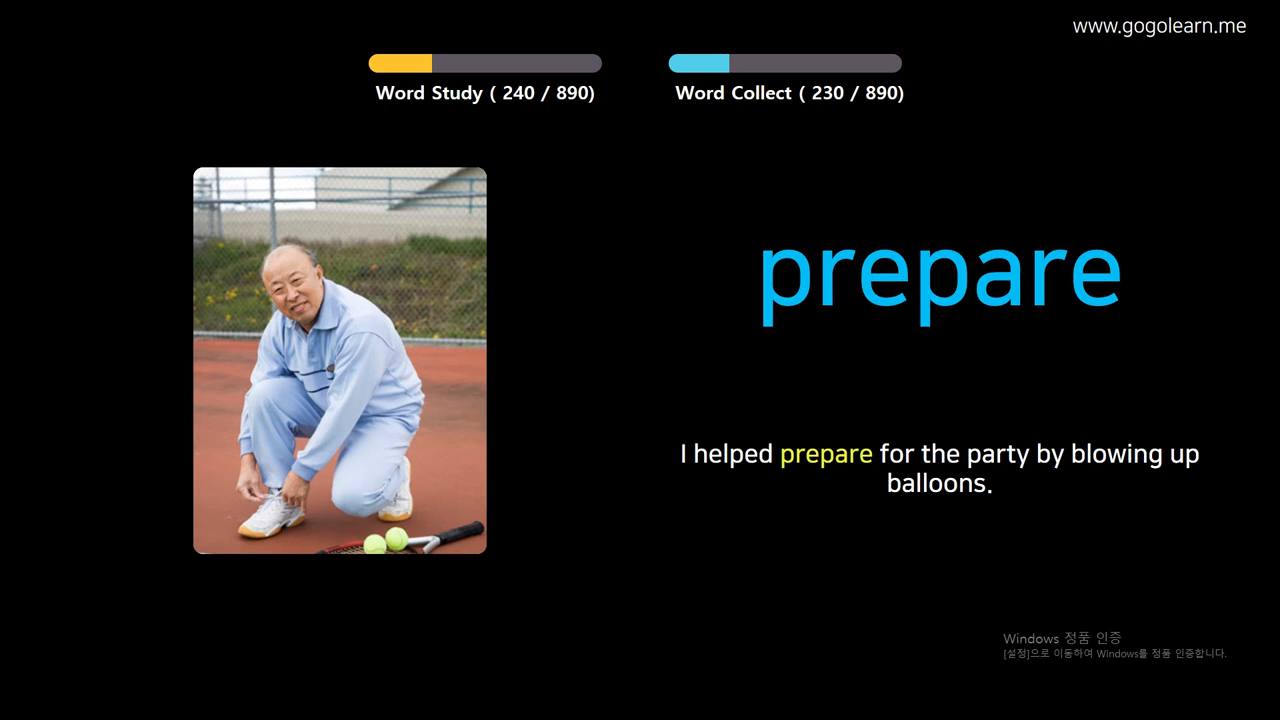 www.gogolearn.me
Word Study ( 240 / 890)
Word Collect ( 230 / 890)
prepare
I helped prepare for the party by blowing up
balloons.
Windows 정품 인증
[설정]으로 이동하여 Windows를 정품 인증합니다.